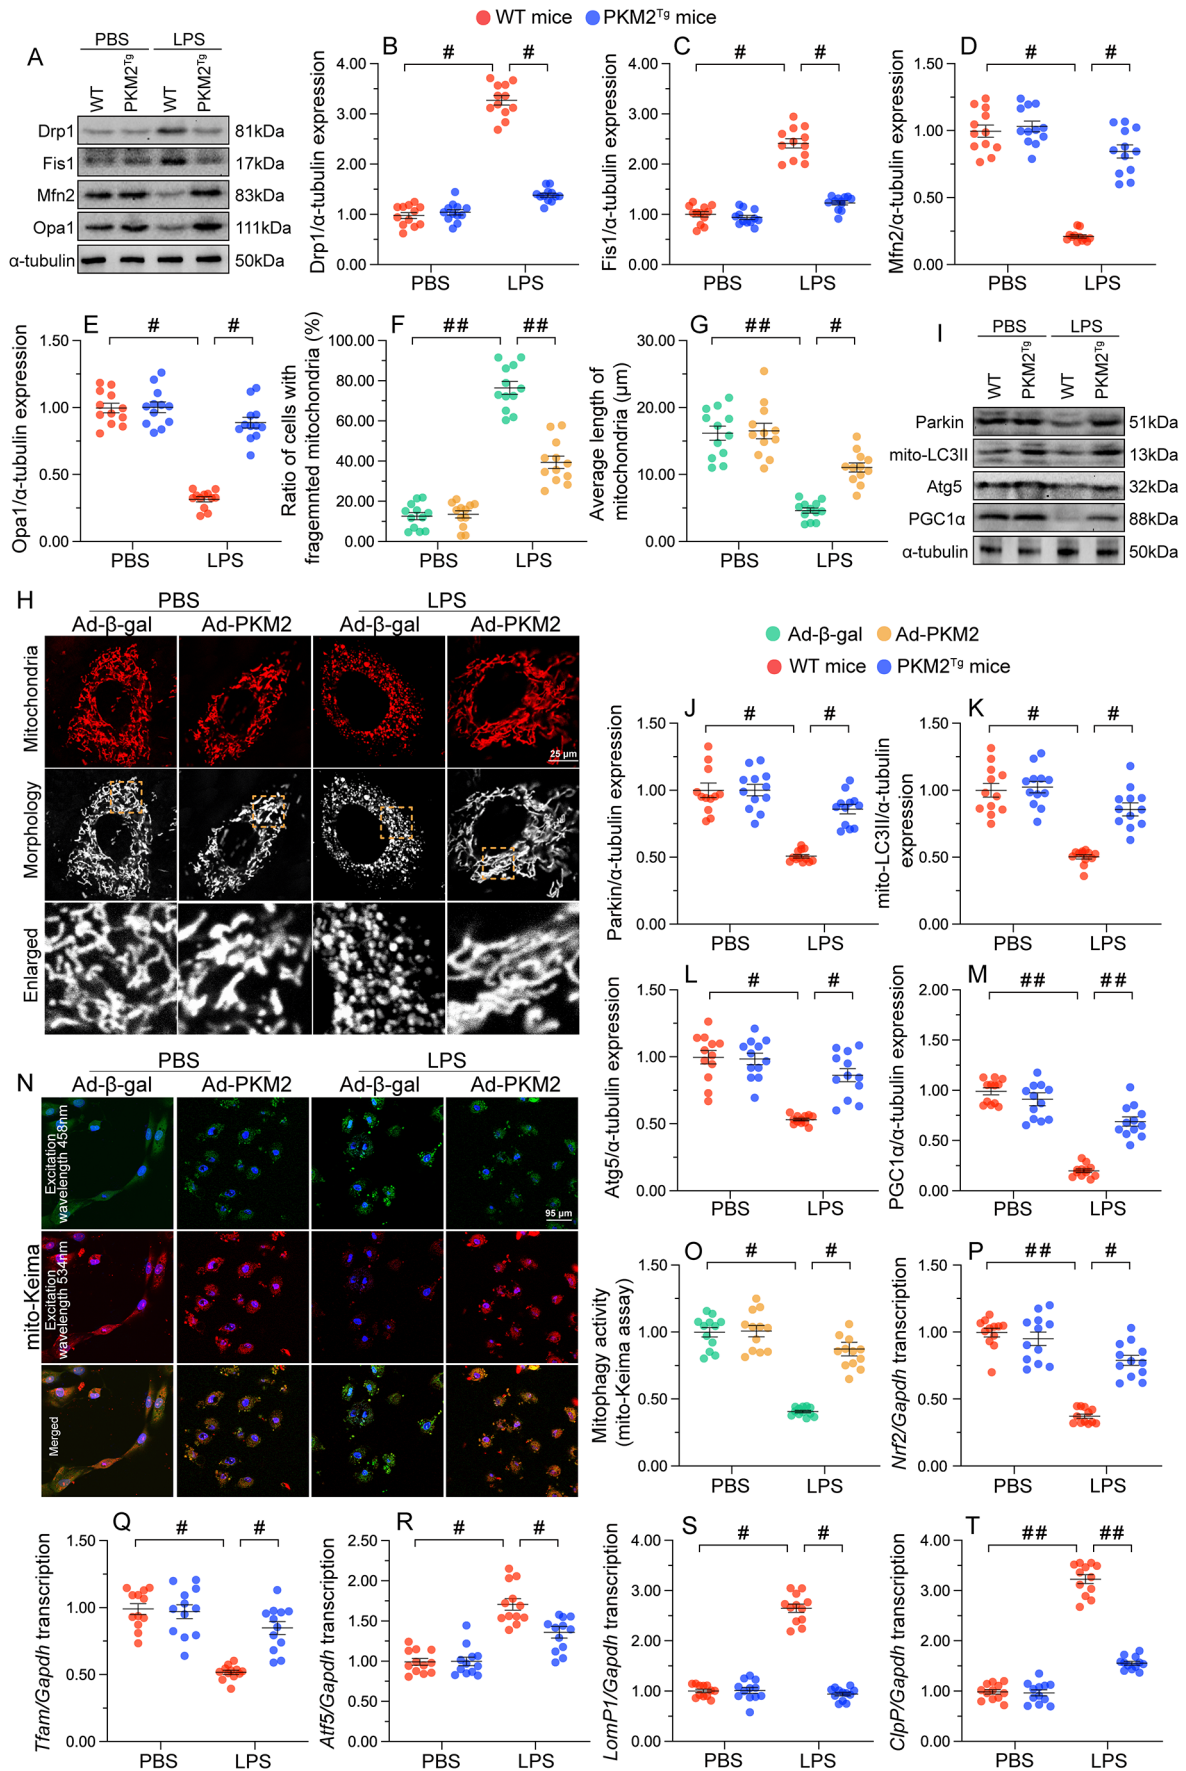 WT mice PKM2Tg mice
A
PBS LPS
WT PKM2Tg WT PKM2Tg
Drp1 81kDa
Fis1 17kDa
Mfn2 83kDa
Opa1 111kDa
α-tubulin 50kDa
B
Drp1/α-tubulin expression
# #
4.00
3.00
2.00
1.00
0.00
PBS LPS
C
Fis1/α-tubulin expression
# #
4.00
3.00
2.00
1.00
0.00
PBS LPS
D
Mfn2/α-tubulin expression
# #
1.50
1.00
0.50
0.00
PBS LPS
E
Opa1/α-tubulin expression
# #
1.50
1.00
0.50
0.00
PBS LPS
F
Ratio of cells with
fragemnted mitochondria (%)
## ##
100.00
80.00
60.00
40.00
20.00
0.00
PBS LPS
G
Average length of
mitochondria (μm)
## #
30.00
20.00
10.00
0.00
PBS LPS
I
PBS LPS
WT PKM2Tg WT PKM2Tg
Parkin 51kDa
mito-LC3II 13kDa
Atg5 32kDa
PGC1α 88kDa
α-tubulin 50kDa
H
PBS LPS
Ad-β-gal Ad-PKM2 Ad-β-gal Ad-PKM2
Mitochondria
25 μm
Morphology
Enlarged
Ad-β-gal Ad-PKM2
WT mice PKM2Tg mice
J
Parkin/α-tubulin expression
# #
1.50
1.00
0.50
0.00
PBS LPS
K
mito-LC3II/α-tubulin
expression
# #
1.50
1.00
0.50
0.00
PBS LPS
L
Atg5/α-tubulin expression
# #
1.50
1.00
0.50
0.00
PBS LPS
M
PGC1α/α-tubulin expression
## ##
2.00
1.50
1.00
0.50
0.00
PBS LPS
N
PBS LPS
Ad-β-gal Ad-PKM2 Ad-β-gal Ad-PKM2
mito-Keima
Excitation
wavelength 458nm
95 μm
Excitation
wavelength 534nm
Merged
O
Mitophagy activity
(mito-Keima assay)
# #
1.50
1.00
0.50
0.00
PBS LPS
P
Nrf2/Gapdh transcription
## #
1.50
1.00
0.50
0.00
PBS LPS
Q
Tfam/Gapdh transcription
# #
1.50
1.00
0.50
0.00
PBS LPS
R
Atf5/Gapdh transcription
# #
2.50
2.00
1.50
1.00
0.50
0.00
PBS LPS
S
LomP1/Gapdh transcription
# #
4.00
3.00
2.00
1.00
0.00
PBS LPS
T
ClpP/Gapdh transcription
## ##
4.00
3.00
2.00
1.00
0.00
PBS LPS